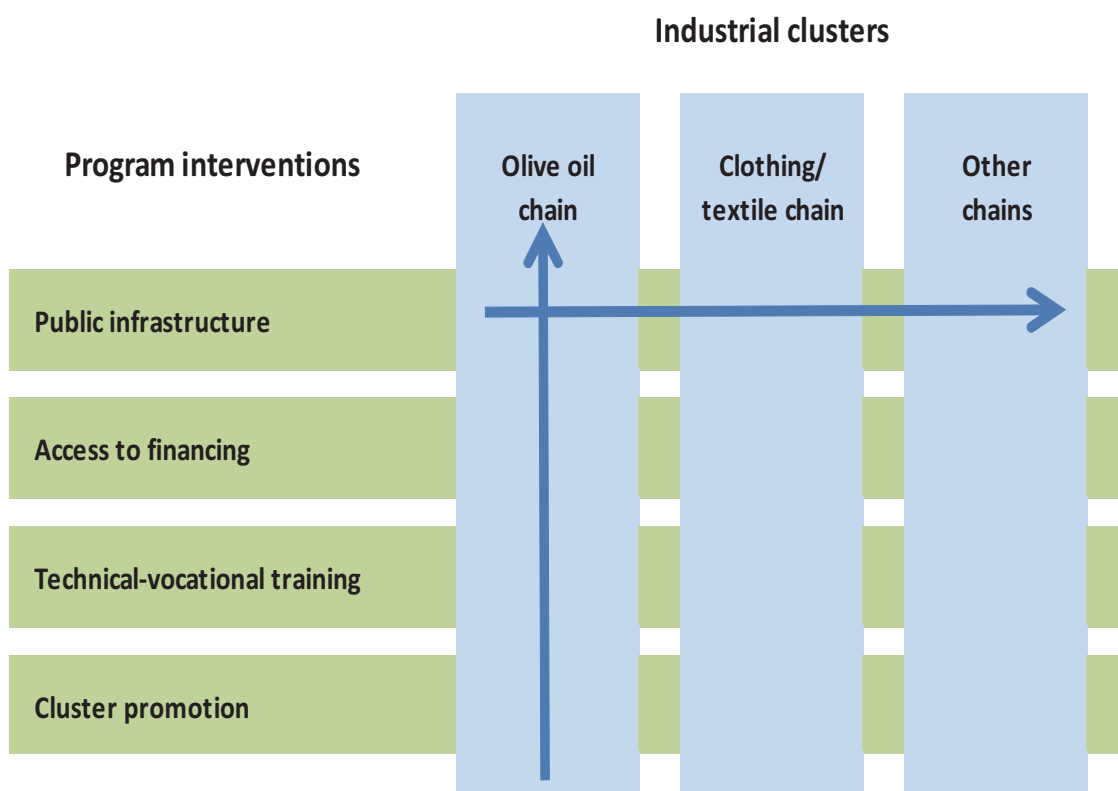 Industrial clusters
Program interventions
Olive oil
chain
Clothing/
textile chain
Other
chains
Public infrastructure
Access to financing
Technical-vocational training
Cluster promotion